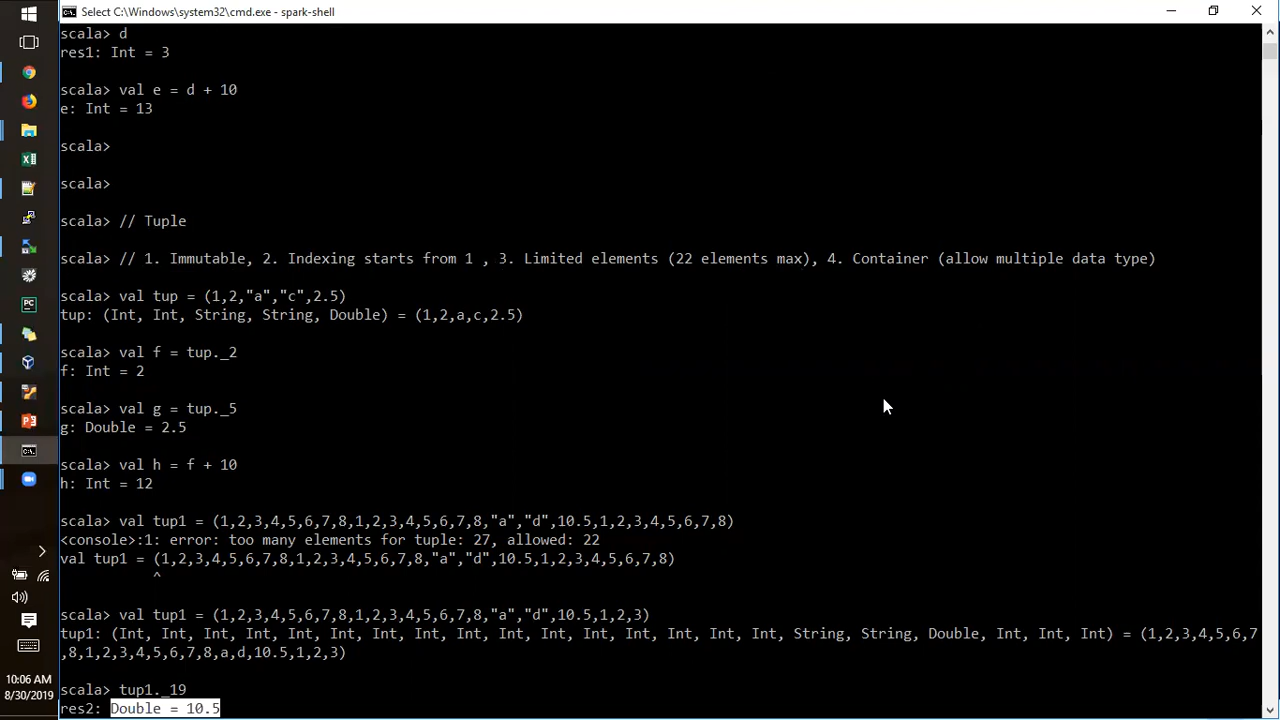 Select C:\Windows\system32\cmd.exe - spark-shell
scala> d
res1: Int = 3
scala> val e = d + 10
e: Int = 13
scala>
scala>
scala> // Tuple
scala> // 1. Immutable, 2. Indexing starts from 1 , 3. Limited elements (22 elements max), 4. Container (allow multiple data type)
scala> val tup = (1,2,"a","c",2.5)
tup: (Int, Int, String, String, Double) = (1,2,a,c,2.5)
scala> val f = tup._2
f: Int = 2
scala> val g = tup._5
g: Double = 2.5
scala> val h = f + 10
h: Int = 12
scala> val tup1 = (1,2,3,4,5,6,7,8,1,2,3,4,5,6,7,8,"a","d",10.5,1,2,3,4,5,6,7,8)
<console>:1: error: too many elements for tuple: 27, allowed: 22
val tup1 = (1,2,3,4,5,6,7,8,1,2,3,4,5,6,7,8,"a","d",10.5,1,2,3,4,5,6,7,8)
^
scala> val tup1 = (1,2,3,4,5,6,7,8,1,2,3,4,5,6,7,8,"a","d",10.5,1,2,3)
tup1: (Int, Int, Int, Int, Int, Int, Int, Int, Int, Int, Int, Int, Int, Int, Int, Int, String, String, Double, Int, Int, Int) = (1,2,3,4,5,6,7
,8,1,2,3,4,5,6,7,8,a,d,10.5,1,2,3)
scala> tup1._19
res2: Double = 10.5
PC
10:06 AM
8/30/2019